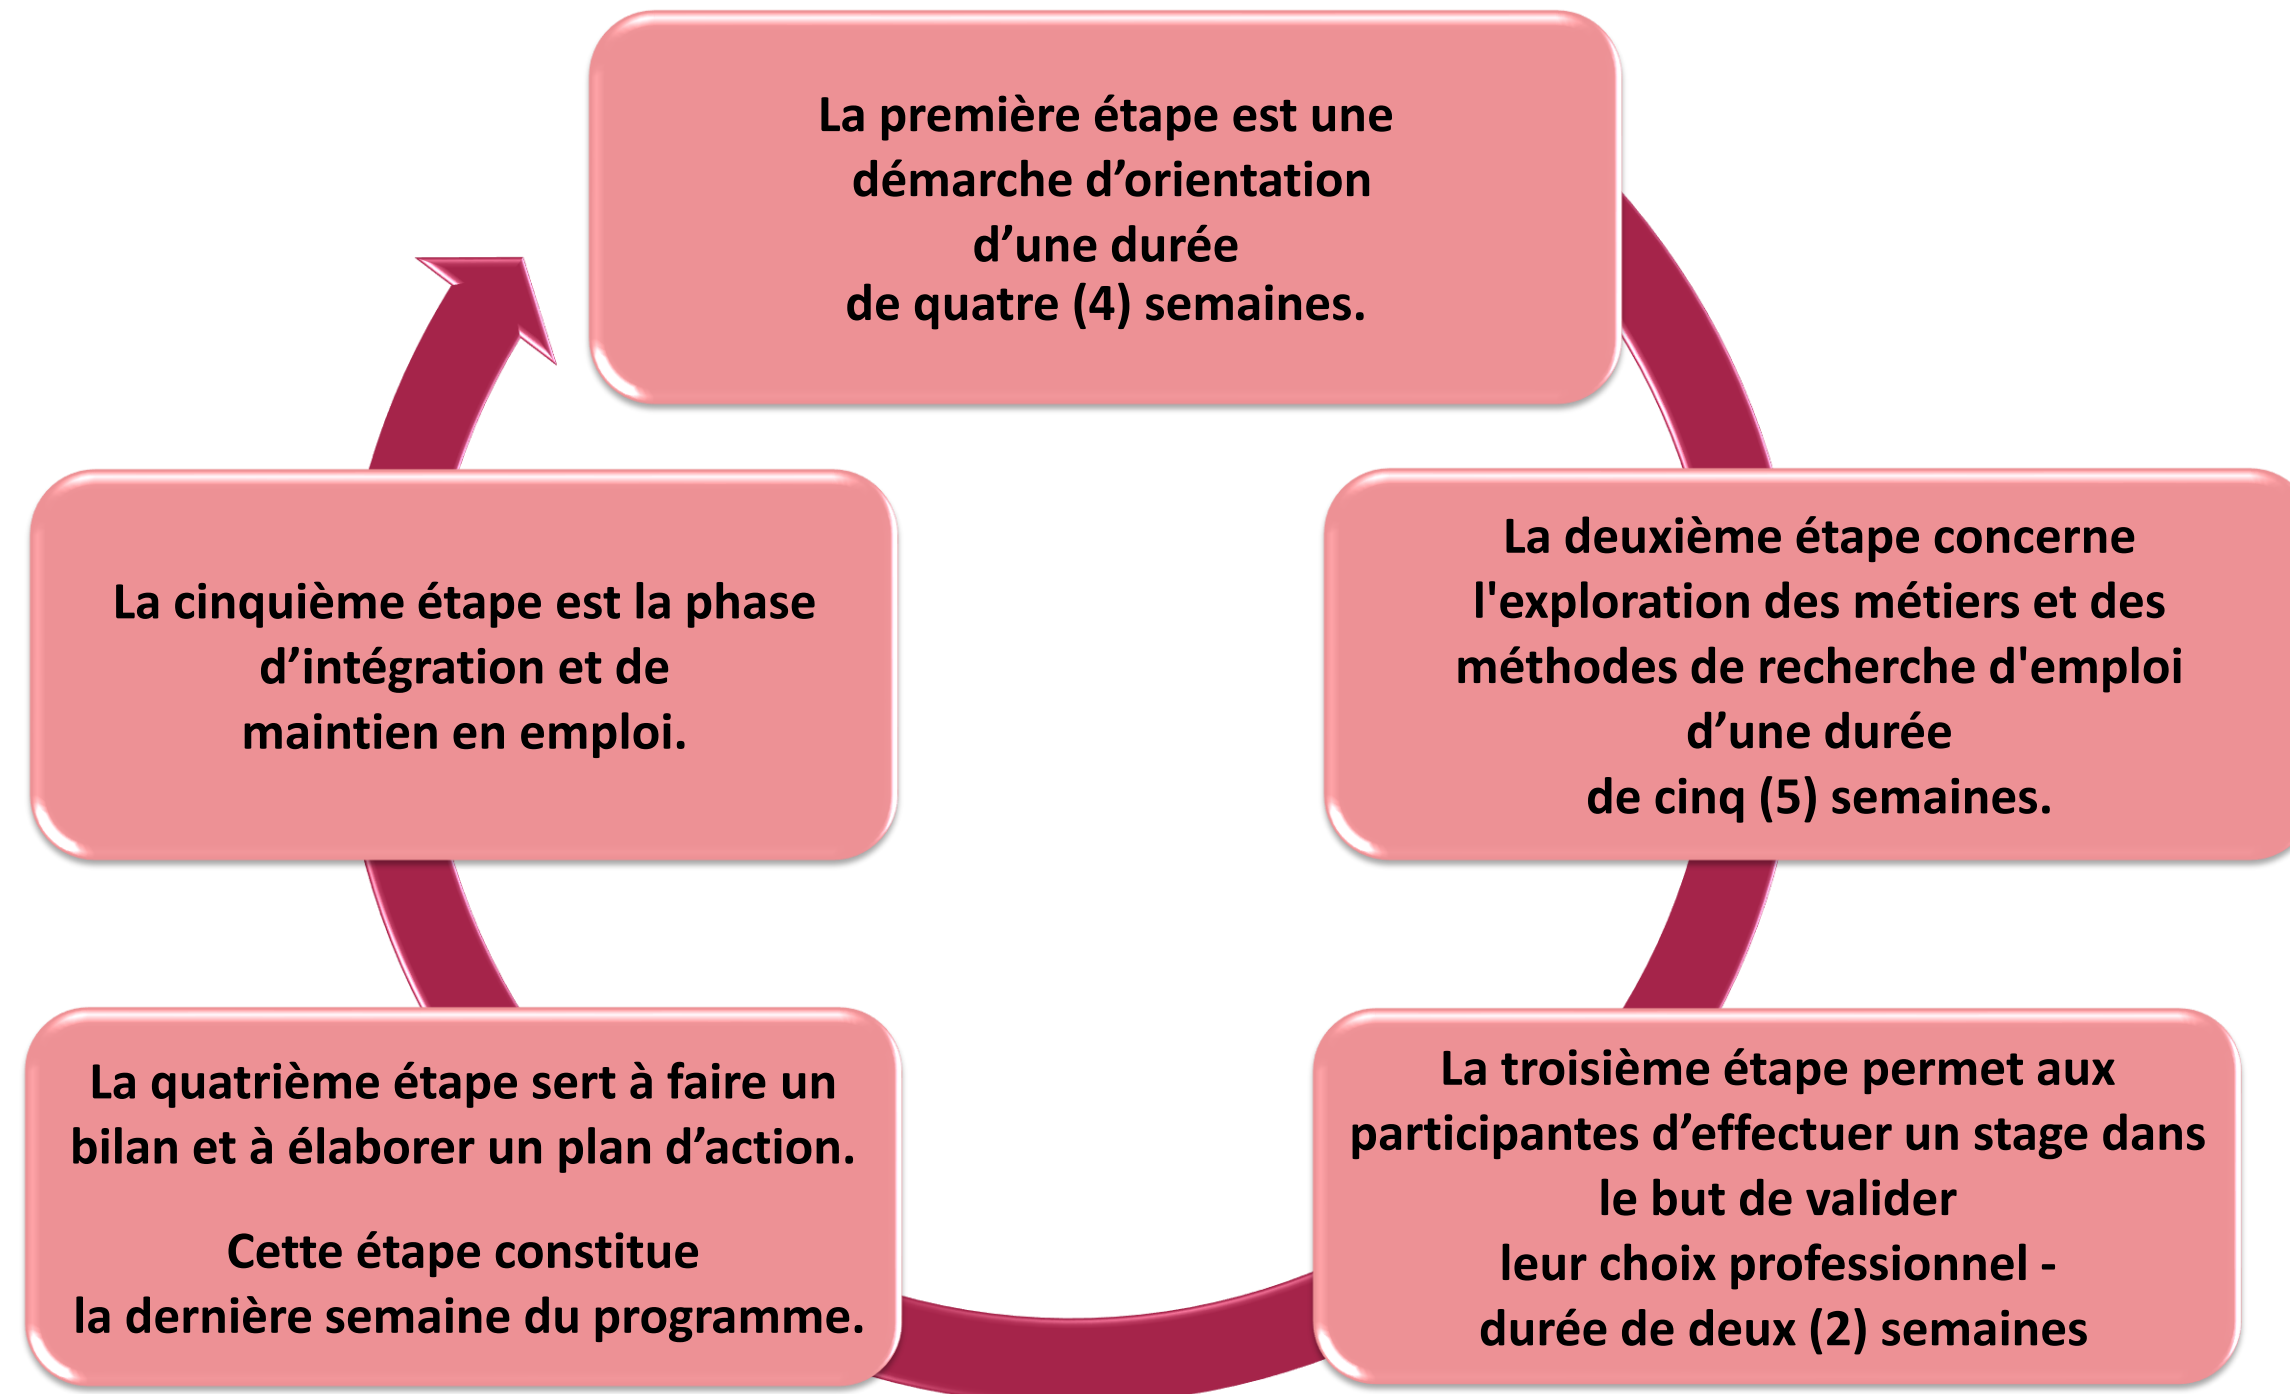 La première étape est une
démarche d’orientation
d’une durée
de quatre (4) semaines.
La deuxième étape concerne
l'exploration des métiers et des
méthodes de recherche d'emploi
d’une durée
de cinq (5) semaines.
La troisième étape permet aux
participantes d’effectuer un stage dans
le but de valider
leur choix professionnel -
durée de deux (2) semaines
La quatrième étape sert à faire un
bilan et à élaborer un plan d’action.
Cette étape constitue
la dernière semaine du programme.
La cinquième étape est la phase
d’intégration et de
maintien en emploi.